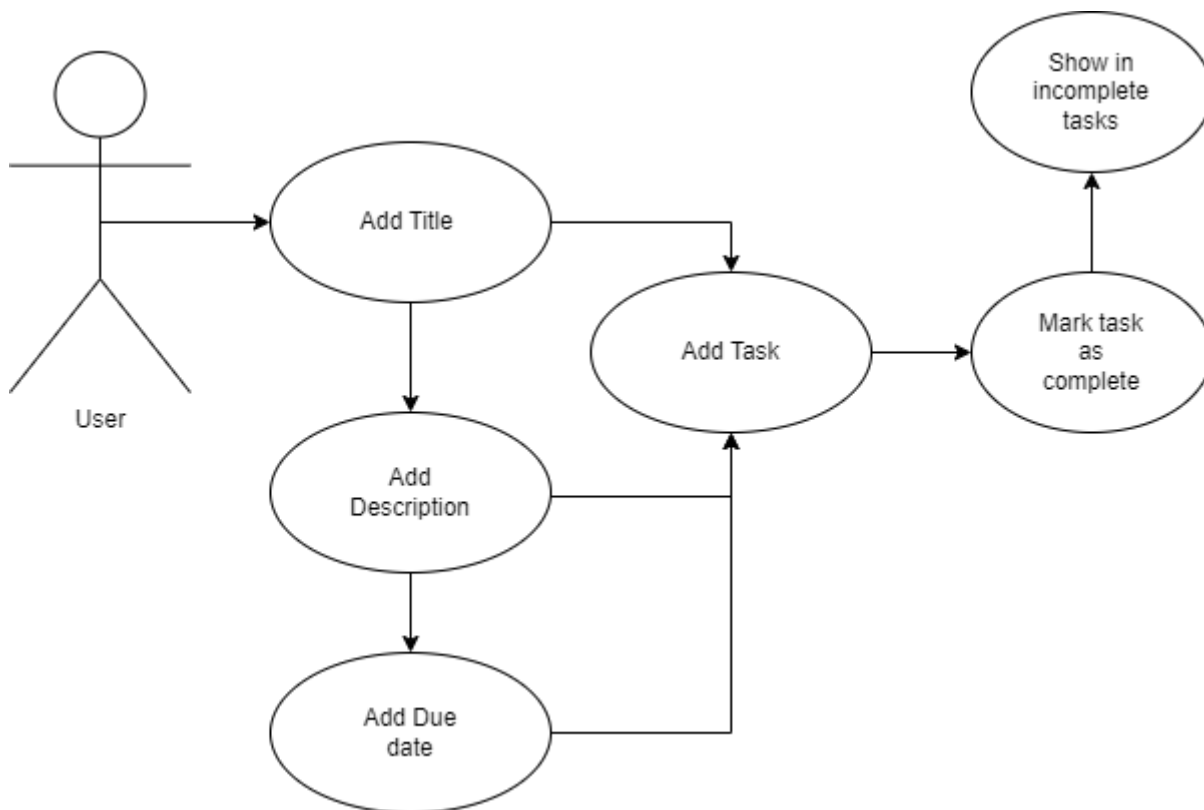 User
Add Title
Add
Description
Add Due
date
Add Task
Mark task
as
complete
Show in
incomplete
tasks